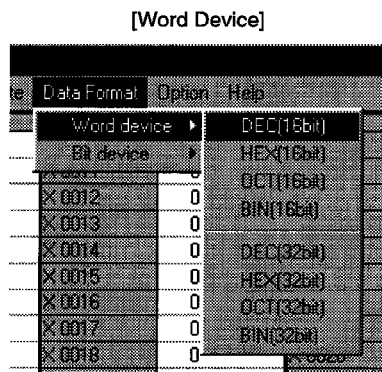 [Word Device]
Data Format Option Help
Word device
Bit device
DEC(16bit)
HEX(16bit)
OCT(16bit)
BIN(16bit)
DEC(32bit)
HEX(32bit)
OCT(32bit)
BIN(32bit)
X 0012 0
X 0013 0
X 0014 0
X 0015 0
X 0016 0
X 0017 0
X 0018 0